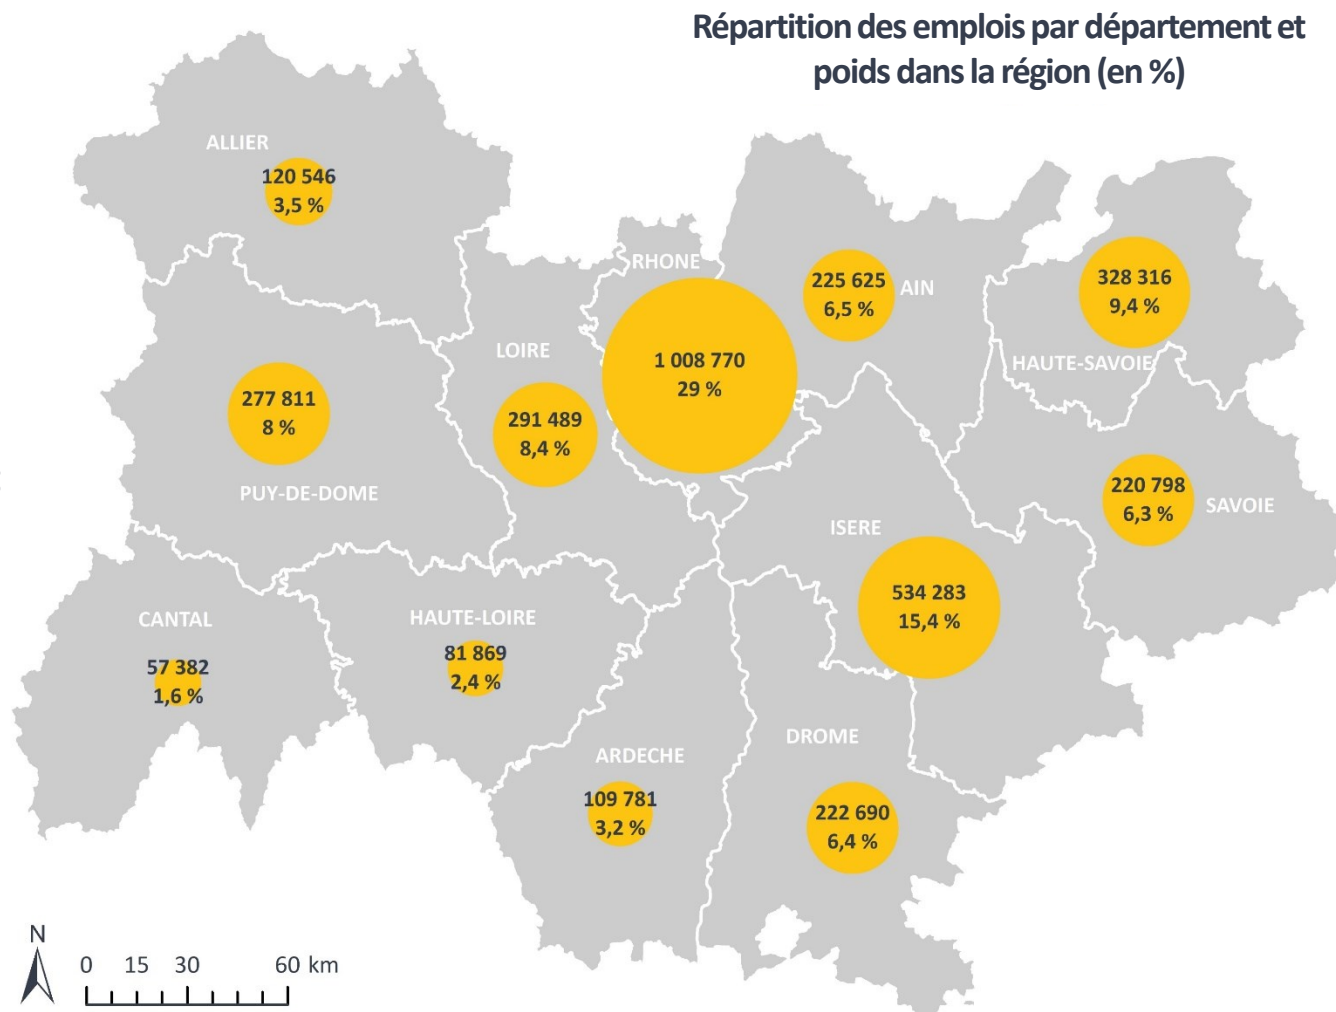 Répartition des emplois par département et
poids dans la région (en %)
ALLIER
120 546
3,5 %
RHONE
1 008 770
29 %
225 625
6,5 %
AIN
328 316
9,4 %
HAUTE-SAVOIE
LOIRE
291 489
8,4 %
277 811
8 %
PUY-DE-DOME
220 798
6,3 %
SAVOIE
ISERE
534 283
15,4 %
CANTAL
57 382
1,6 %
HAUTE-LOIRE
81 869
2,4 %
ARDECHE
109 781
3,2 %
DROME
222 690
6,4 %
N
0 15 30 60 km